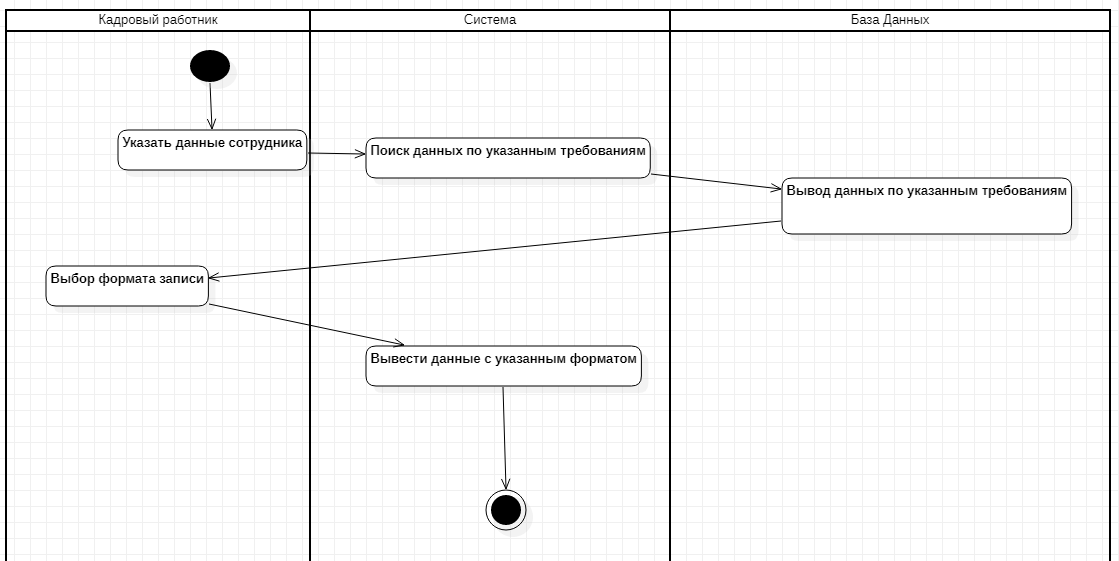 Кадровый работник
Система
База Данных
Указать данные сотрудника
Поиск данных по указанным требованиям
Вывод данных по указанным требованиям
Выбор формата записи
Вывести данные с указанным форматом